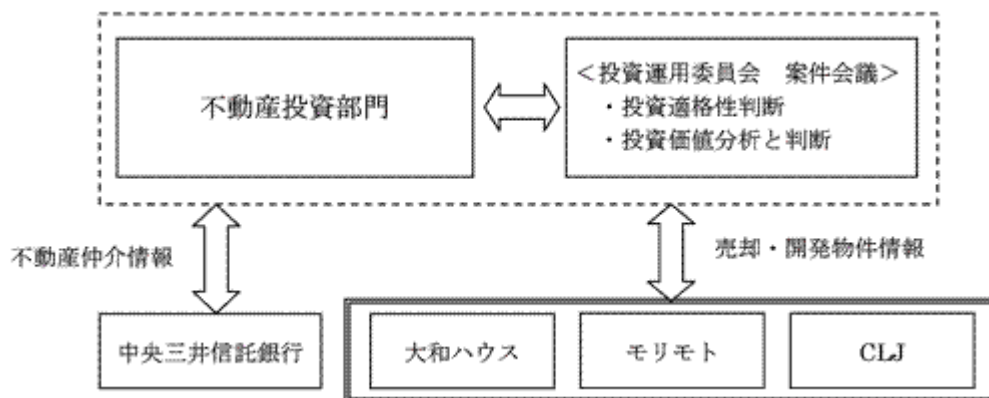 不動産投資部門
＜投資運用委員会　案件会議＞
・投資適格性判断
・投資価値分析と判断
不動産仲介情報
売却・開発物件情報
中央三井信託銀行
大和ハウス
モリモト
CLJ